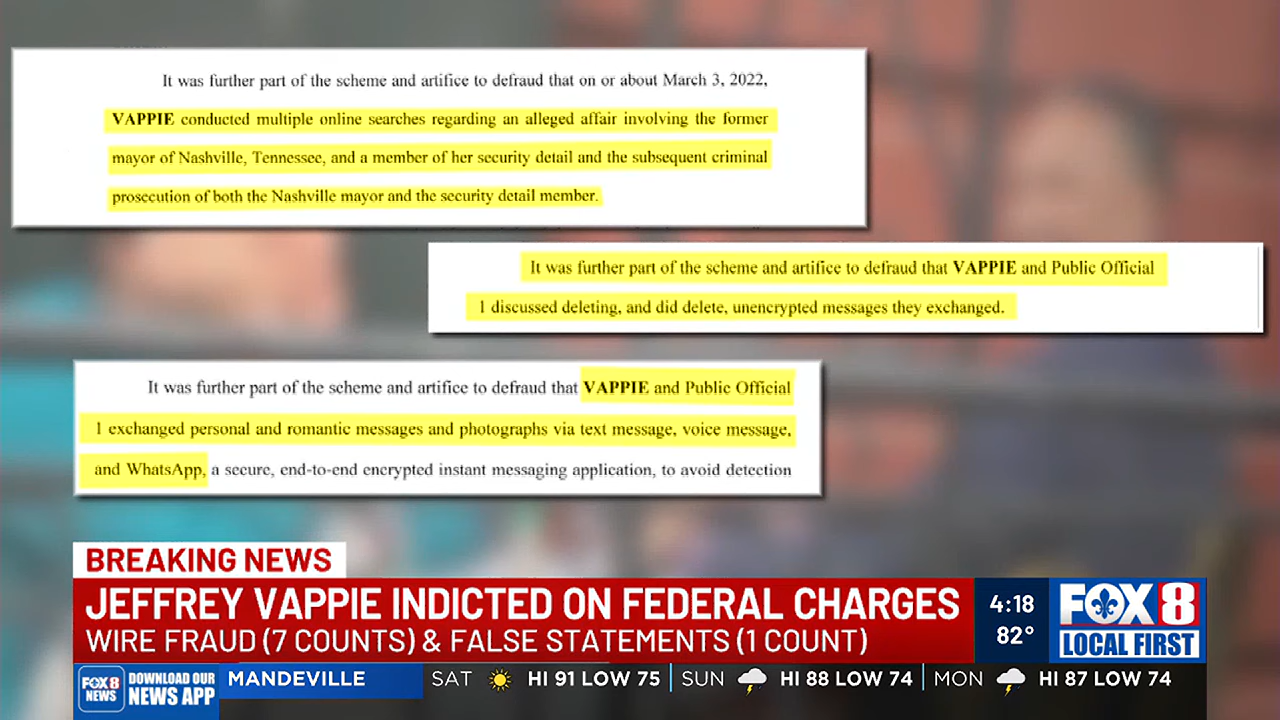 It was further part of the scheme and artifice to defraud that on or about March 3, 2022,
VAPPIE conducted multiple online searches regarding an alleged affair involving the former
mayor of Nashville, Tennessee, and a member of her security detail and the subsequent criminal
prosecution of both the Nashville mayor and the security detail member.
It was further part of the scheme and artifice to defraud that VAPPIE and Public Official
1 discussed deleting, and did delete, unencrypted messages they exchanged.
It was further part of the scheme and artifice to defraud that VAPPIE and Public Official
1 exchanged personal and romantic messages and photographs via text message, voice message,
and WhatsApp, a secure, end-to-end encrypted instant messaging application, to avoid detection
BREAKING NEWS
JEFFREY VAPPIE INDICTED ON FEDERAL CHARGES
WIRE FRAUD (7 COUNTS) & FALSE STATEMENTS (1 COUNT)
4:18
82°
FOX 8
LOCAL FIRST
FOX 8
NEWS
DOWNLOAD OUR
NEWS APP
MANDEVILLE
SAT HI 91 LOW 75 SUN HI 88 LOW 74 MON HI 87 LOW 74